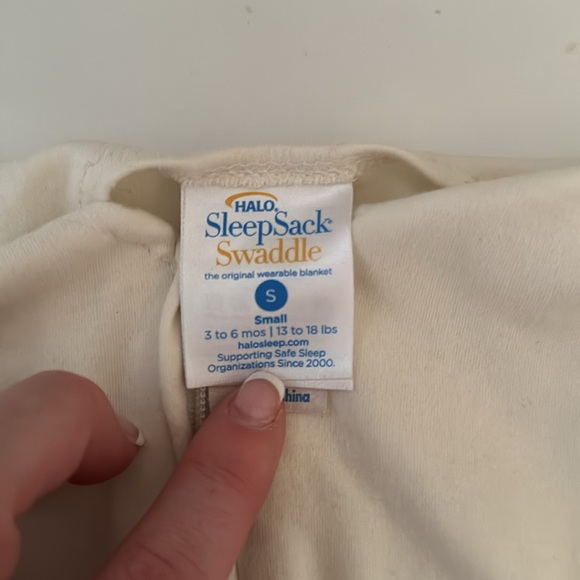 HALO.
SleepSack
Swaddle
the original wearable blanket
S
Small
3 to 6 mos | 13 to 18 lbs
halosleep.com
Supporting Safe Sleep
Organizations Since 2000.